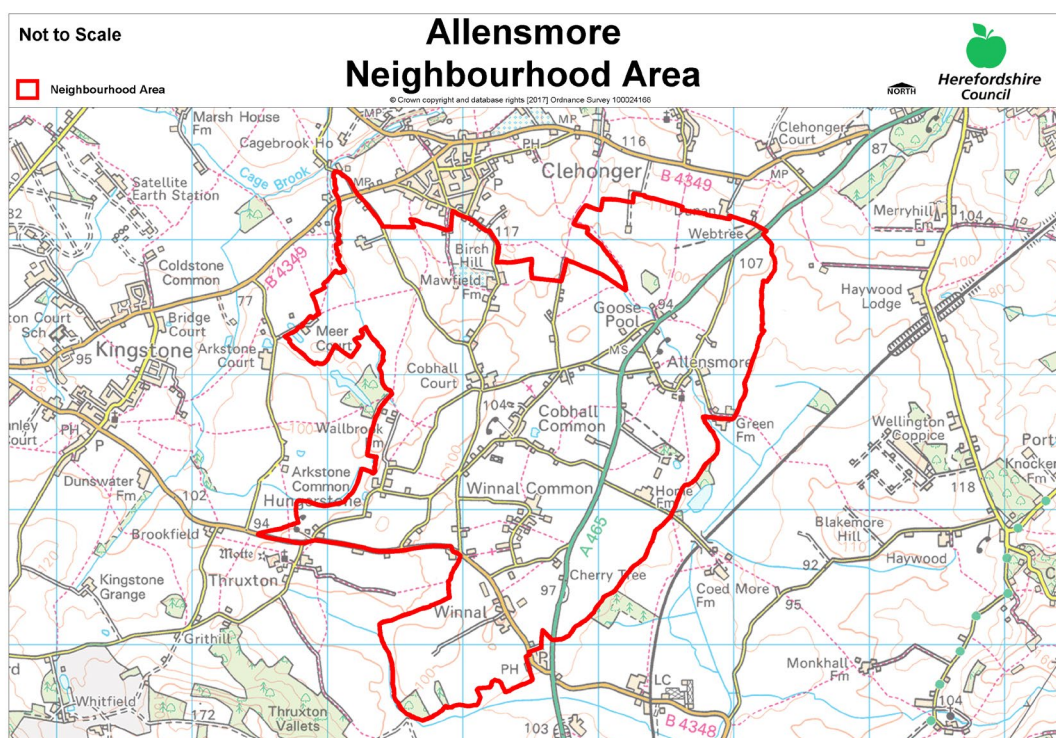 Not to Scale
Allensmore
Neighbourhood Area
Neighbourhood Area
© Crown copyright and database rights [2017] Ordnance Survey 100024168
NORTH
Herefordshire
Council
Marsh House
Fm
Cagebrook Ho
Cage Brook
MP
MP
PH
116
MP
Clehonger
Court
87
Satellite
Earth Station
P
Clehonger
B 4349
MP
82
Merryhill
Fm
104
117
Webtree
Birch
Hill
107
100
Coldstone
Common
B 4349
Mawfield
Fm
77
Haywood
Lodge
80
Bridge
Court
Goose
Pool
94
Meer
Court
95
Kingstone
Arkstone
Court
MS
Allensmore
Cobhall
Court
104
Cobhall
Common
Green
Fm
Wellington
Coppice
PH
P
Wallbrook
Fm
100
Dunswater
Fm
102
Arkstone
Common
Hungerstone
Winnal Common
Home
Fm
118
94
Brookfield
A 465
Blakemore
Hill
110
Haywood
92
Motte
Thruxton
Kingstone
Grange
Cherry Tree
97
Coed More
Fm
95
Winnal
Grithill
PH
P
Monkhall
Fm
LC
Whitfield
172
Thruxton
Vallets
100
103
B 4348
104